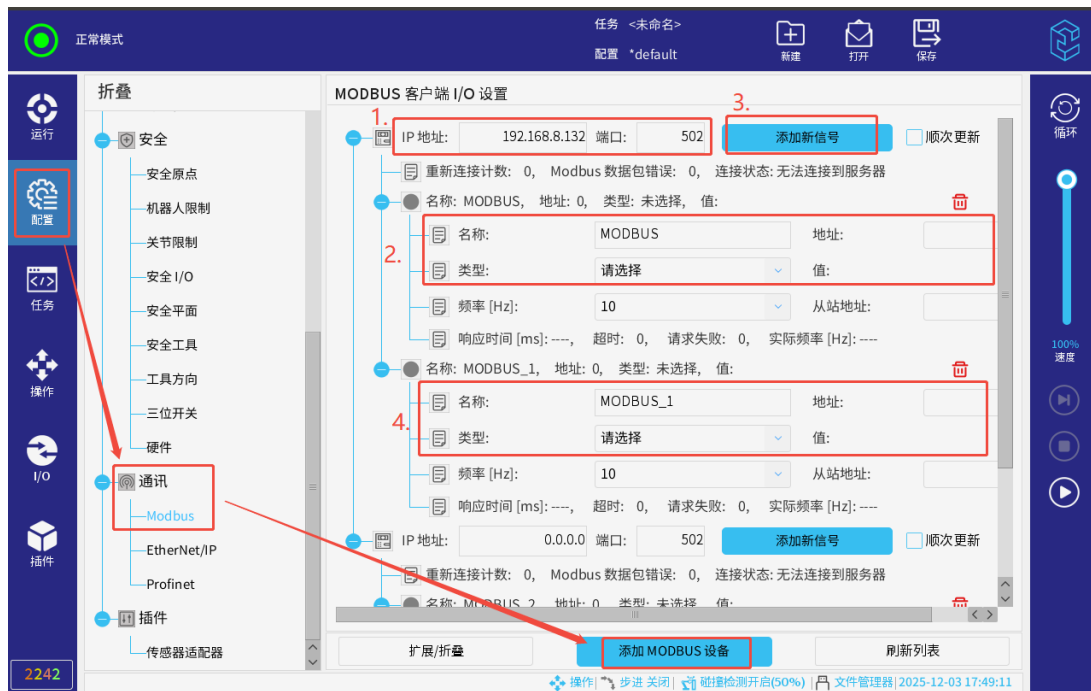 任务 <未命名>
正常模式
配置 *default
新建 打开 保存
折叠
MODBUS 客户端 I/O 设置
运行
配置
任务
操作
I/O
插件
2242
安全
安全原点
机器人限制
关节限制
安全 I/O
安全平面
安全工具
工具方向
三位开关
硬件
通讯
Modbus
EtherNet/IP
Profinet
插件
传感器适配器
1.
3.
IP 地址: 192.168.8.132 端口: 502 添加新信号 顺次更新
重新连接计数: 0, Modbus 数据包错误: 0, 连接状态: 无法连接到服务器
名称: MODBUS, 地址: 0, 类型: 未选择, 值:
2.
名称: MODBUS 地址:
类型: 请选择 值:
频率 [Hz]: 10 从站地址:
响应时间 [ms]: ----, 超时: 0, 请求失败: 0, 实际频率 [Hz]: ----
名称: MODBUS_1, 地址: 0, 类型: 未选择, 值:
4.
名称: MODBUS_1 地址:
类型: 请选择 值:
频率 [Hz]: 10 从站地址:
响应时间 [ms]: ----, 超时: 0, 请求失败: 0, 实际频率 [Hz]: ----
IP 地址: 0.0.0.0 端口: 502 添加新信号 顺次更新
重新连接计数: 0, Modbus 数据包错误: 0, 连接状态: 无法连接到服务器
名称: MODBUS_2, 地址: 0, 类型: 未选择, 值:
扩展/折叠 添加 MODBUS 设备 刷新列表
循环
100%
速度
操作 | 步进 关闭 | 碰撞检测开启(50%) | 文件管理器 | 2025-12-03 17:49:11